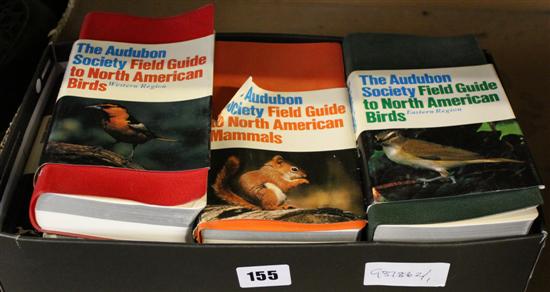 The Audubon
Society Field Guide
to North American
Birds Western Region
Audubon
Society Field Guide
to North American
Mammals
The Audubon
Society Field Guide
to North American
Birds Eastern Region
155